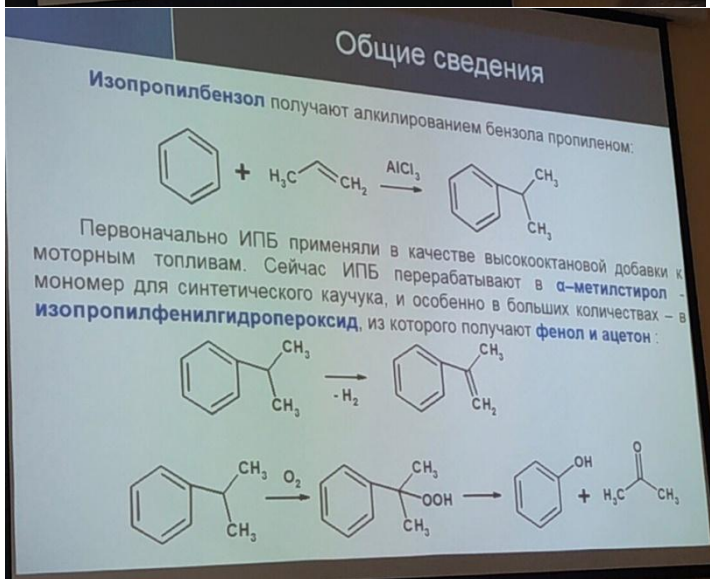 Общие сведения
Изопропилбензол получают алкилированием бензола пропиленом:
+ H₃C CH₂ AlCl₃ CH₃
CH₃
Первоначально ИПБ применяли в качестве высокооктановой добавки к
моторным топливам. Сейчас ИПБ перерабатывают в α–метилстирол -
мономер для синтетического каучука, и особенно в больших количествах – в
изопропилфенилгидропероксид, из которого получают фенол и ацетон :
CH₃ CH₃
- H₂
CH₃ CH₂
CH₃ O₂ CH₃ OH O
OOH + H₃C CH₃
CH₃ CH₃